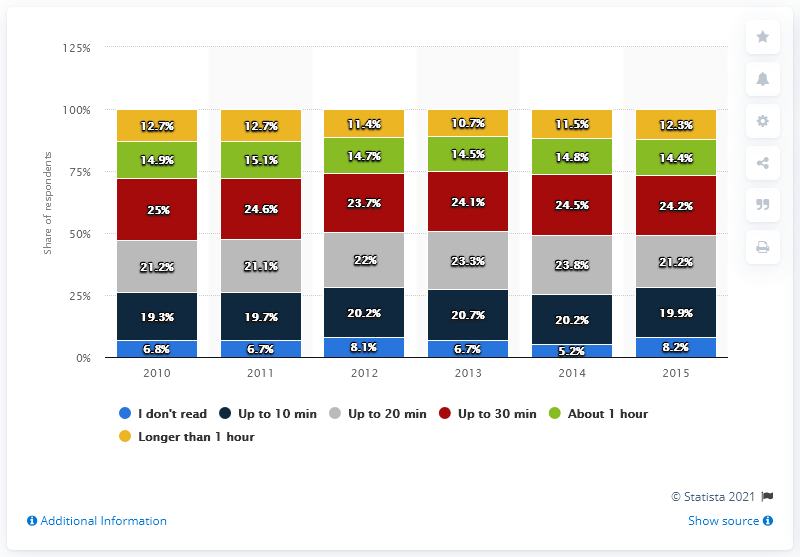 125%
100%
75%
50%
25%
0%
Share of respondents
12.7% 12.7% 11.4% 10.7% 11.5% 12.3%
14.9% 15.1% 14.7% 14.5% 14.8% 14.4%
25% 24.6% 23.7% 24.1% 24.5% 24.2%
21.2% 21.1% 22% 23.3% 23.8% 21.2%
19.3% 19.7% 20.2% 20.7% 20.2% 19.9%
6.8% 6.7% 8.1% 6.7% 5.2% 8.2%
2010 2011 2012 2013 2014 2015
I don't read Up to 10 min Up to 20 min Up to 30 min About 1 hour
Longer than 1 hour
© Statista 2021
Additional Information Show source